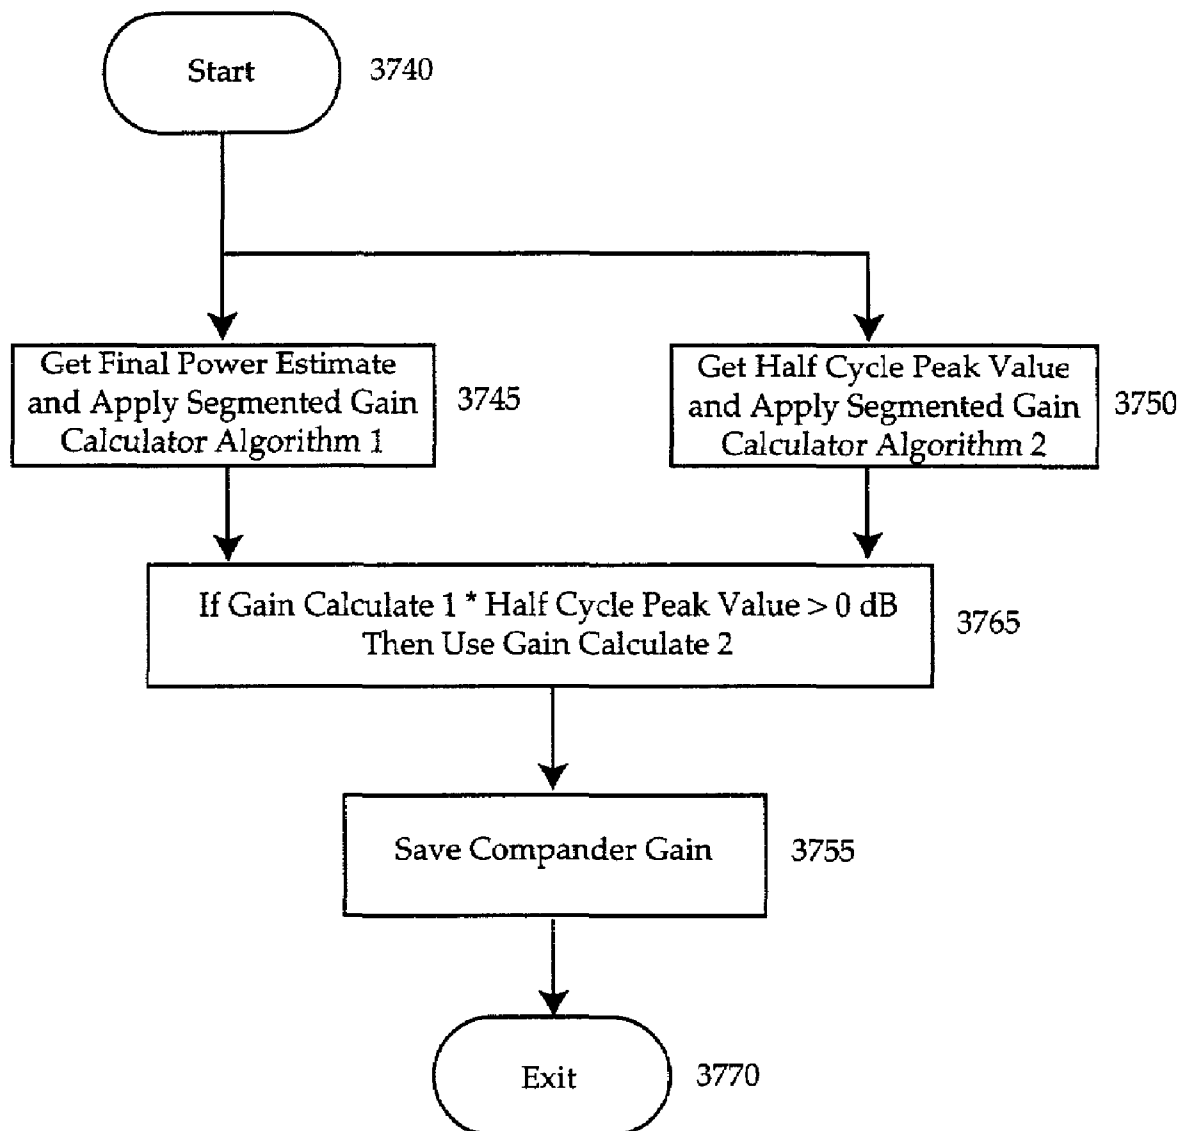 Start
3740
Get Final Power Estimate
and Apply Segmented Gain
Calculator Algorithm 1
3745
Get Half Cycle Peak Value
and Apply Segmented Gain
Calculator Algorithm 2
3750
If Gain Calculate 1 * Half Cycle Peak Value > 0 dB
Then Use Gain Calculate 2
3765
Save Compander Gain
3755
Exit
3770